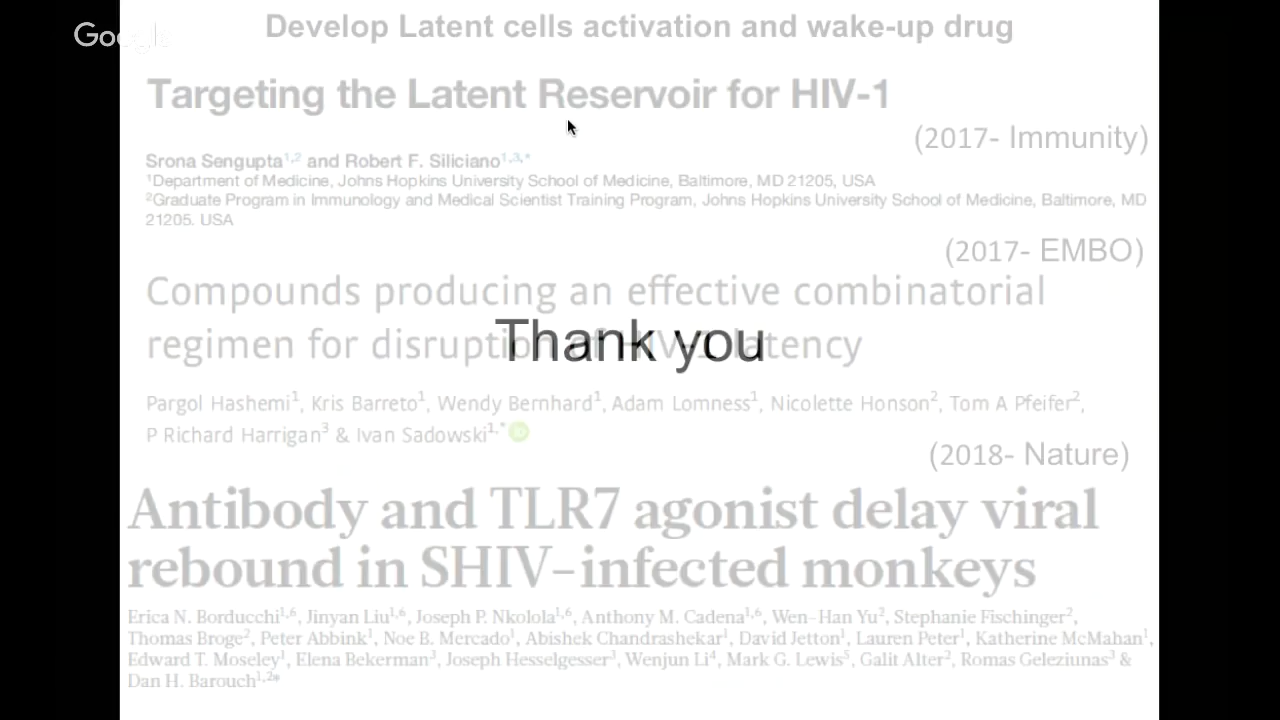 Google
Develop Latent cells activation and wake-up drug
Targeting the Latent Reservoir for HIV-1
(2017- Immunity)
Srona Sengupta1,2 and Robert F. Siliciano1,3,*
1Department of Medicine, Johns Hopkins University School of Medicine, Baltimore, MD 21205, USA
2Graduate Program in Immunology and Medical Scientist Training Program, Johns Hopkins University School of Medicine, Baltimore, MD
21205. USA
(2017- EMBO)
Compounds producing an effective combinatorial
regimen for disruption of HIV-1 latency
Thank you
Pargol Hashemi1, Kris Barreto1, Wendy Bernhard1, Adam Lomness1, Nicolette Honson2, Tom A Pfeifer2,
P Richard Harrigan3 & Ivan Sadowski1,*
(2018- Nature)
Antibody and TLR7 agonist delay viral
rebound in SHIV–infected monkeys
Erica N. Borducchi1,6, Jinyan Liu1,6, Joseph P. Nkolola1,6, Anthony M. Cadena1,6, Wen–Han Yu2, Stephanie Fischinger2,
Thomas Broge2, Peter Abbink1, Noe B. Mercado1, Abishek Chandrashekar1, David Jetton1, Lauren Peter1, Katherine McMahan1,
Edward T. Moseley1, Elena Bekerman3, Joseph Hesselgesser3, Wenjun Li4, Mark G. Lewis5, Galit Alter2, Romas Geleziunas3 &
Dan H. Barouch1,2*